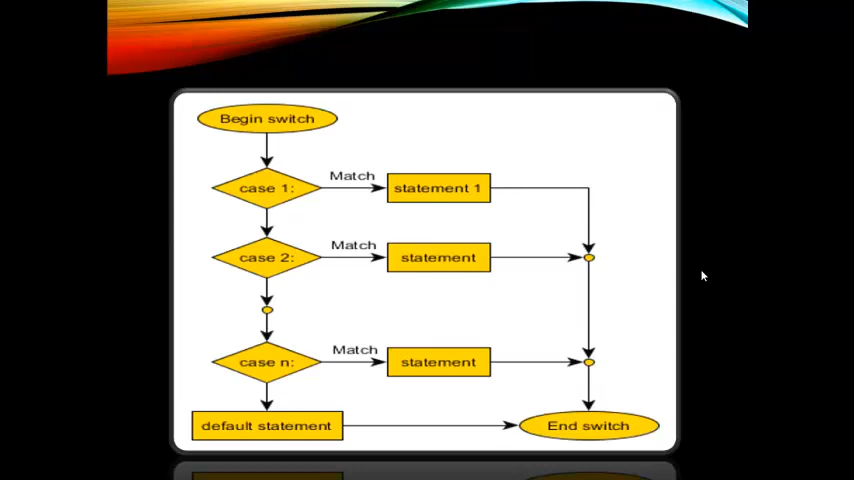 Begin switch
case 1:
Match
statement 1
case 2:
Match
statement
case n:
Match
statement
default statement
End switch